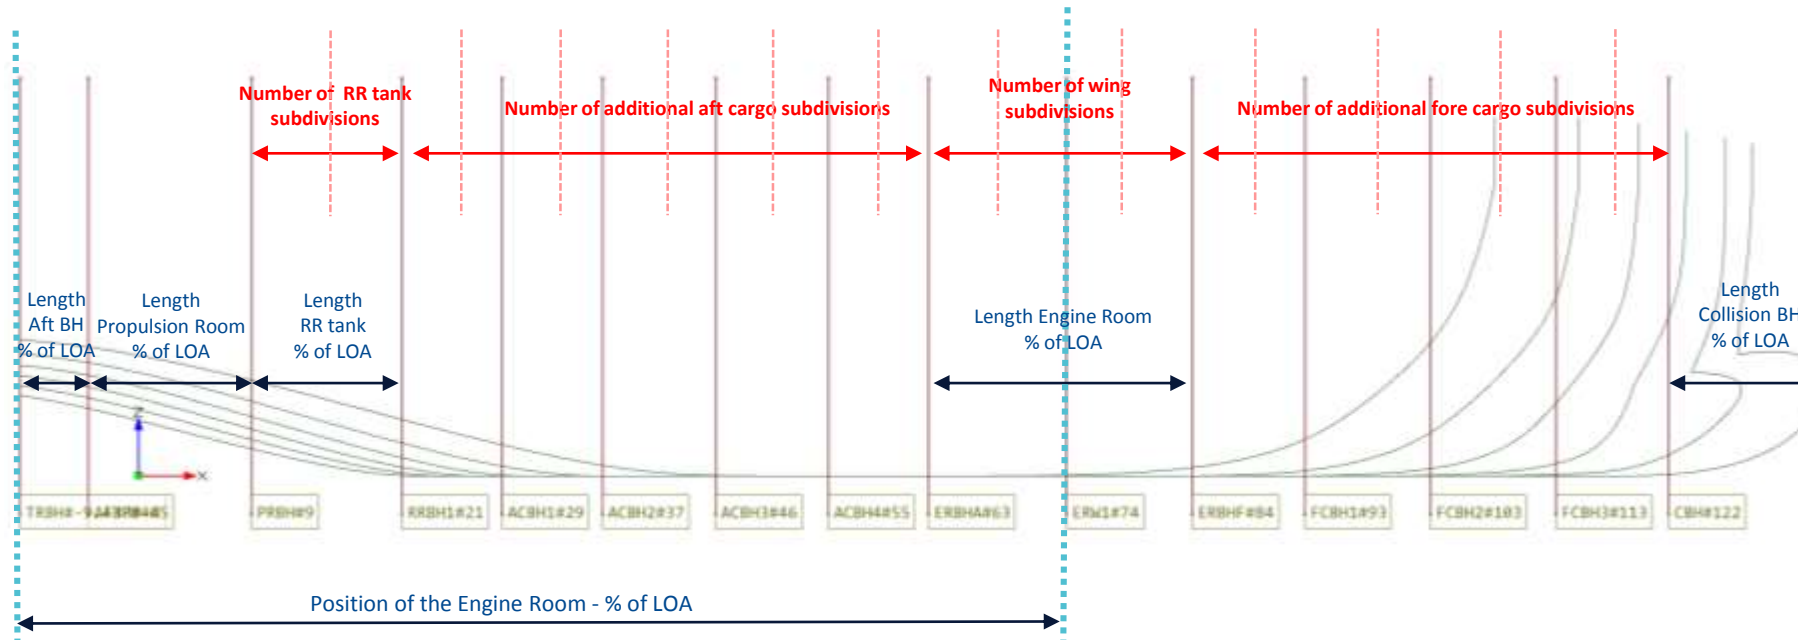 Number of RR tank
subdivisions
Number of additional aft cargo subdivisions
Number of wing
subdivisions
Number of additional fore cargo subdivisions
Length
Aft BH
% of LOA
Length
Propulsion Room
% of LOA
Length
RR tank
% of LOA
Length Engine Room
% of LOA
Length
Collision BH
% of LOA
Z
X
PRBH#9
RRBH1#21
ACBH1#29
ACBH2#37
ACBH3#46
ACBH4#55
ERBHA#63
ERW1#74
ERBHF#84
FCBH1#93
FCBH2#103
FCBH3#113
CBH#122
Position of the Engine Room - % of LOA